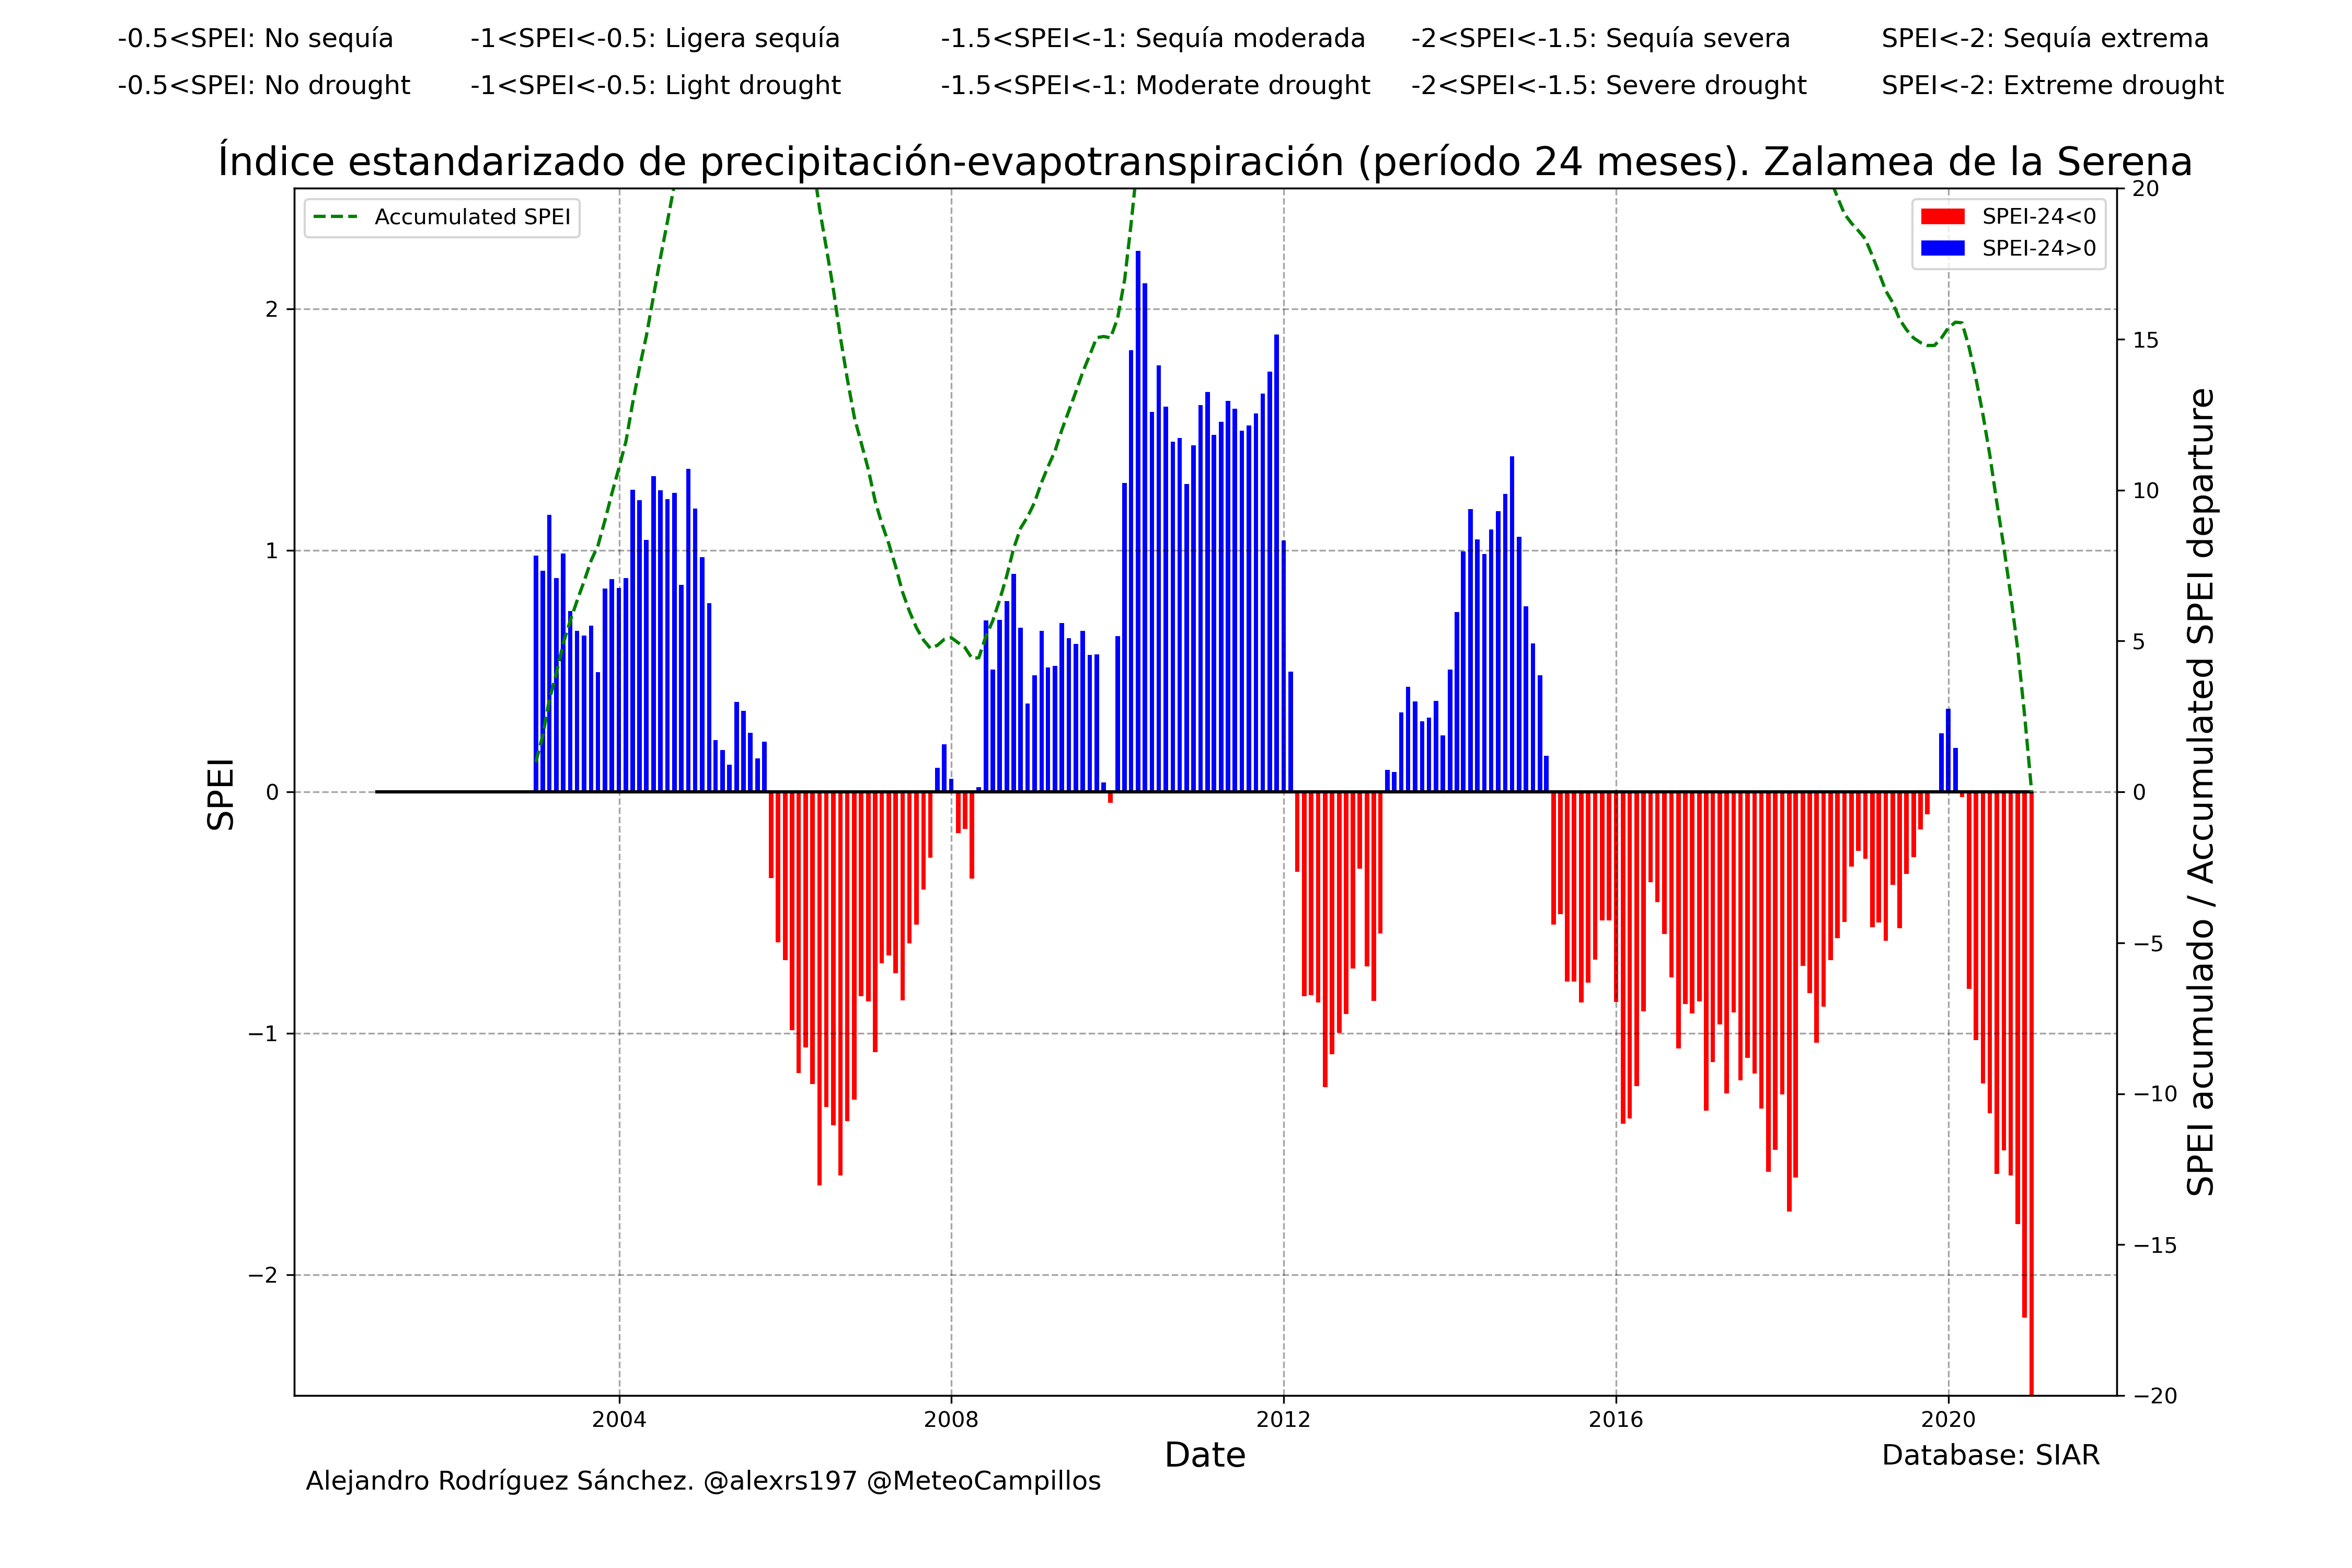 -0.5<SPEI: No sequía -1<SPEI<-0.5: Ligera sequía -1.5<SPEI<-1: Sequía moderada -2<SPEI<-1.5: Sequía severa SPEI<-2: Sequía extrema
-0.5<SPEI: No drought -1<SPEI<-0.5: Light drought -1.5<SPEI<-1: Moderate drought -2<SPEI<-1.5: Severe drought SPEI<-2: Extreme drought
Índice estandarizado de precipitación-evapotranspiración (período 24 meses). Zalamea de la Serena
Accumulated SPEI
SPEI-24<0
SPEI-24>0
SPEI
2
1
0
−1
−2
20
15
10
5
0
−5
−10
−15
−20
SPEI acumulado / Accumulated SPEI departure
2004 2008 2012 2016 2020
Date
Database: SIAR
Alejandro Rodríguez Sánchez. @alexrs197 @MeteoCampillos